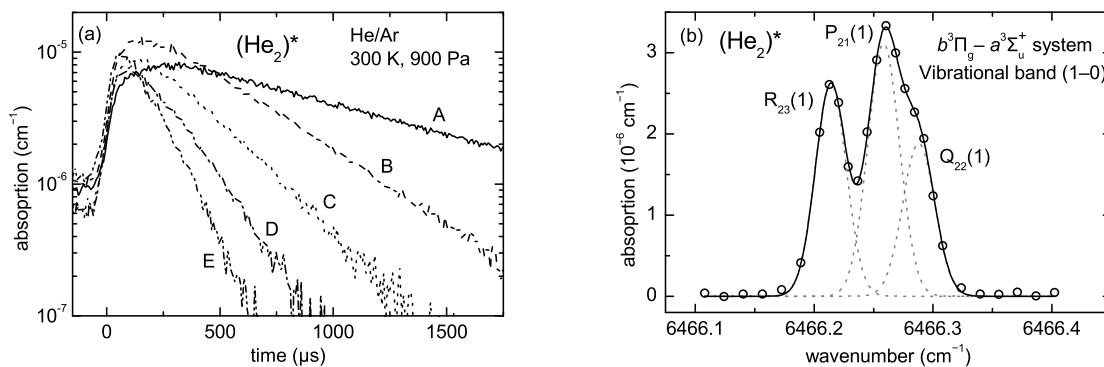 (a)
(He₂)*
He/Ar
300 K, 900 Pa
A
B
C
D
E
10⁻⁵
10⁻⁶
10⁻⁷
absoprtion (cm⁻¹)
0 500 1000 1500
time (µs)
(b)
(He₂)*
P₂₁(1)
b³Π_g– a³Σ_u⁺ system
Vibrational band (1–0)
R₂₃(1)
Q₂₂(1)
3
2
1
0
absoprtion (10⁻⁶ cm⁻¹)
6466.1 6466.2 6466.3 6466.4
wavenumber (cm⁻¹)